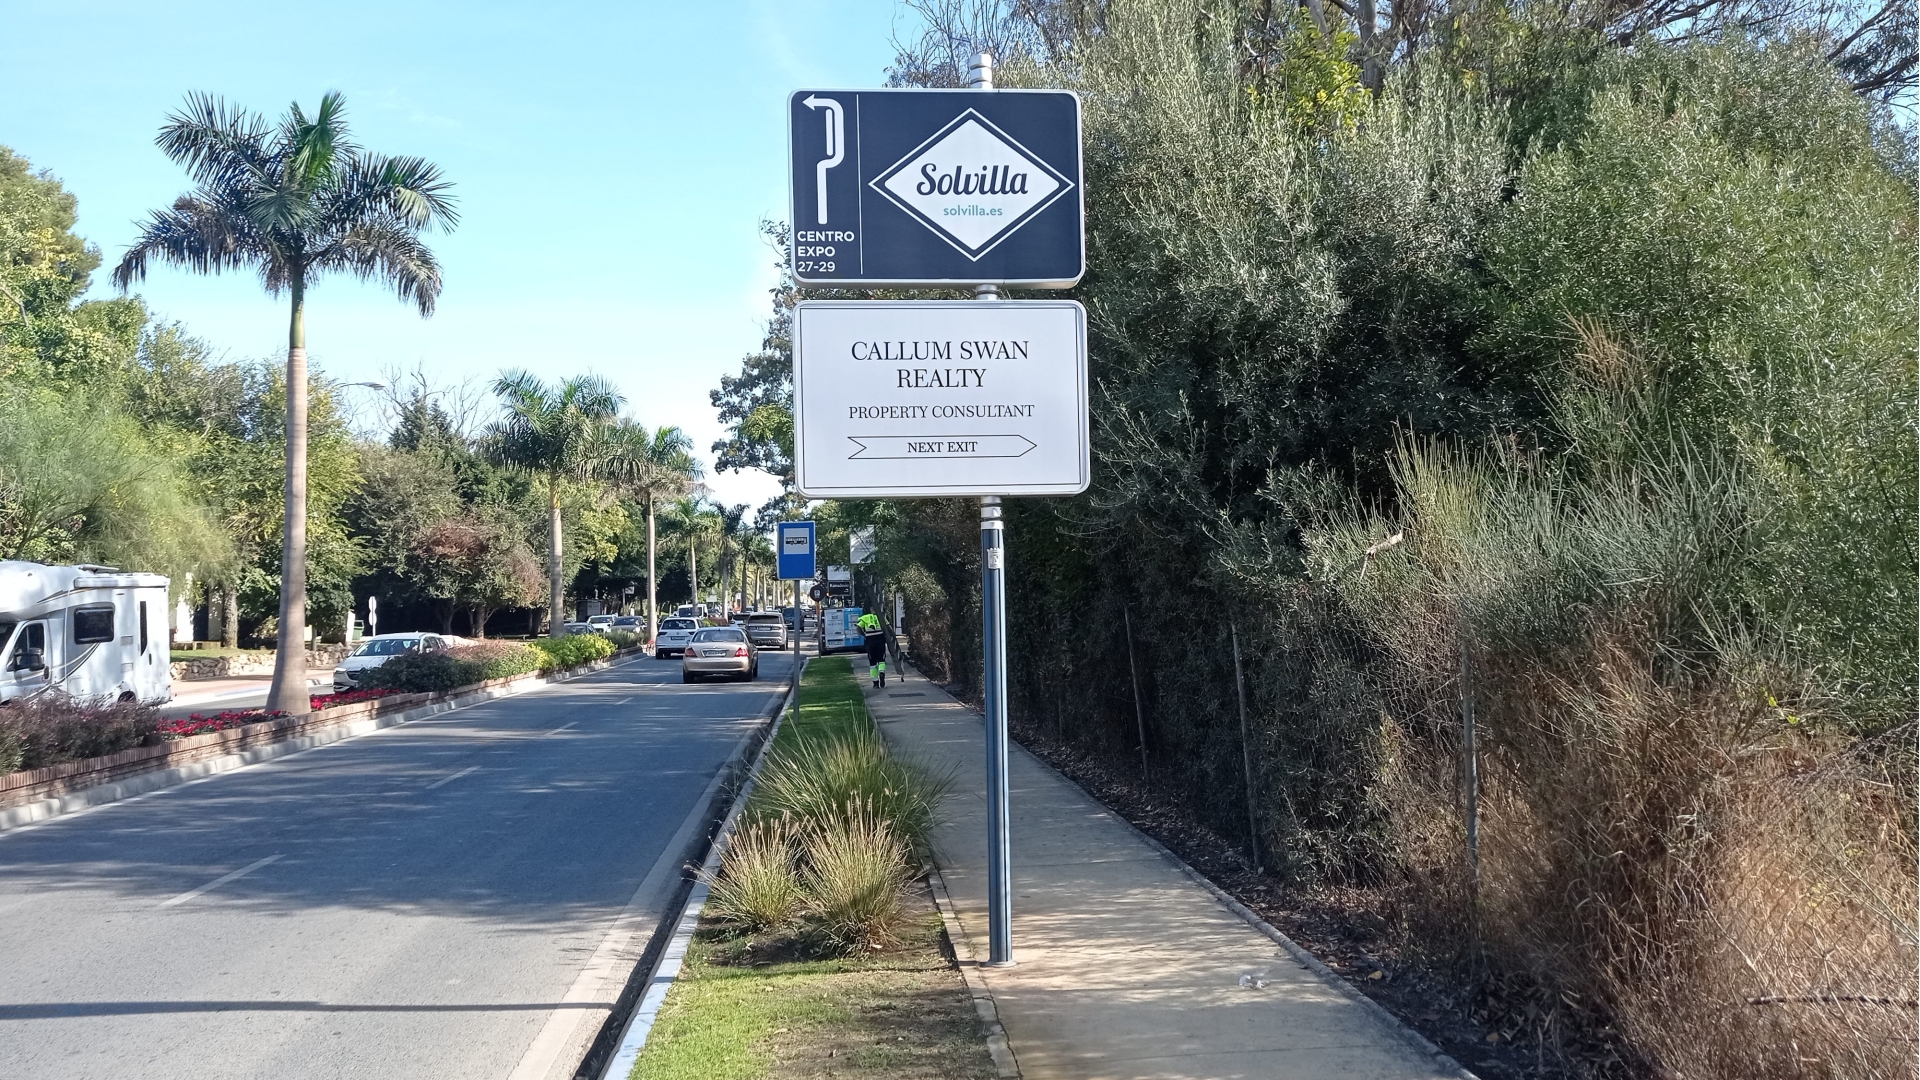 Solvilla
solvilla.es
CENTRO
EXPO
27-29
CALLUM SWAN
REALTY
PROPERTY CONSULTANT
NEXT EXIT